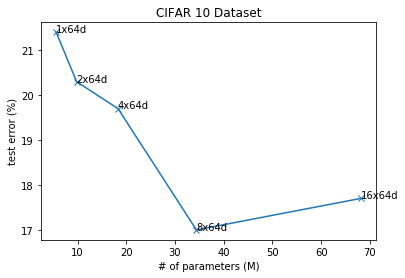 CIFAR 10 Dataset
test error (%)
21
20
19
18
17
1x64d
2x64d
4x64d
8x64d
16x64d
10
20
30
40
50
60
70
# of parameters (M)